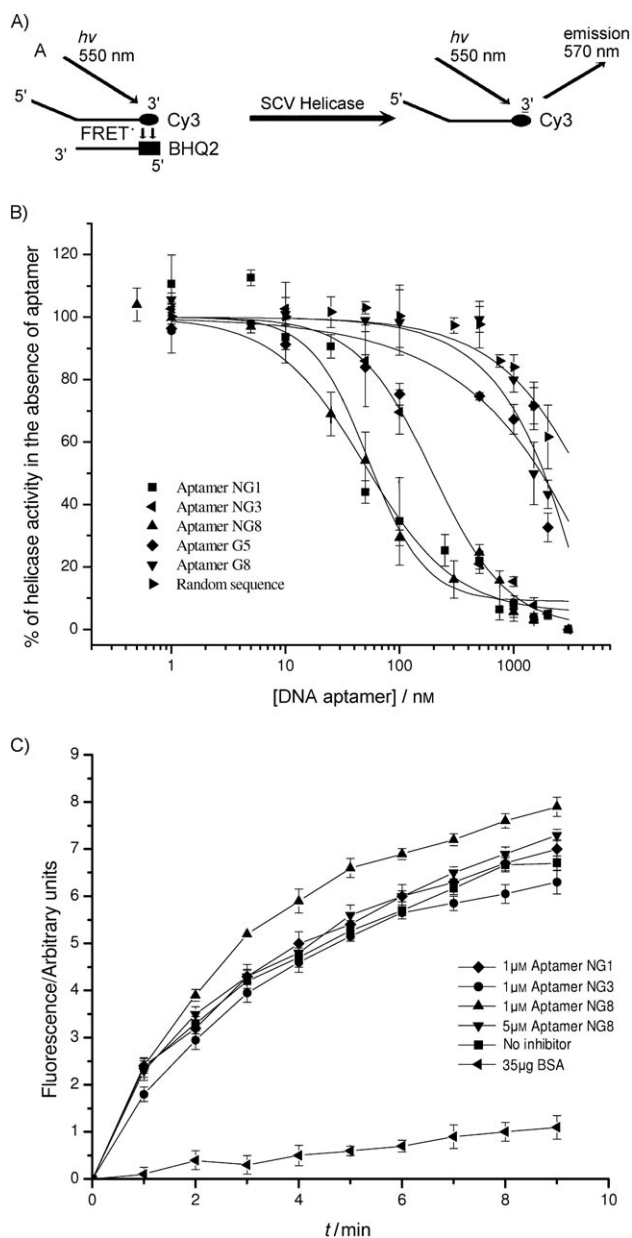 A)
A
hv
550 nm
5'
3'
Cy3
FRET
3'
BHQ2
5'
SCV Helicase
hv
550 nm
emission
570 nm
5'
3'
Cy3
B)
% of helicase activity in the absence of aptamer
120
100
80
60
40
20
0
Aptamer NG1
Aptamer NG3
Aptamer NG8
Aptamer G5
Aptamer G8
Random sequence
1
10
100
1000
[DNA aptamer] / nM
C)
Fluorescence/Arbitrary units
9
8
7
6
5
4
3
2
1
0
1µM Aptamer NG1
1µM Aptamer NG3
1µM Aptamer NG8
5µM Aptamer NG8
No inhibitor
35µg BSA
0
2
4
6
8
10
t/min